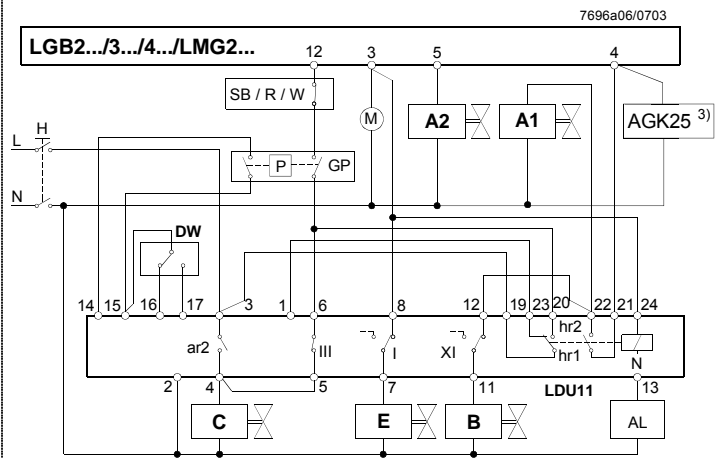 7696a06/0703
LGB2.../3.../4.../LMG2...
12 3 5 4
SB / R / W
M A2 A1 AGK25 3)
H
L
P GP
N
DW
14 15 16 17 3 1 6 8 12 19 23 20 22 21 24
ar2 III I XI hr2
hr1
N
LDU11
2 4 5 7 11 13
C E B AL